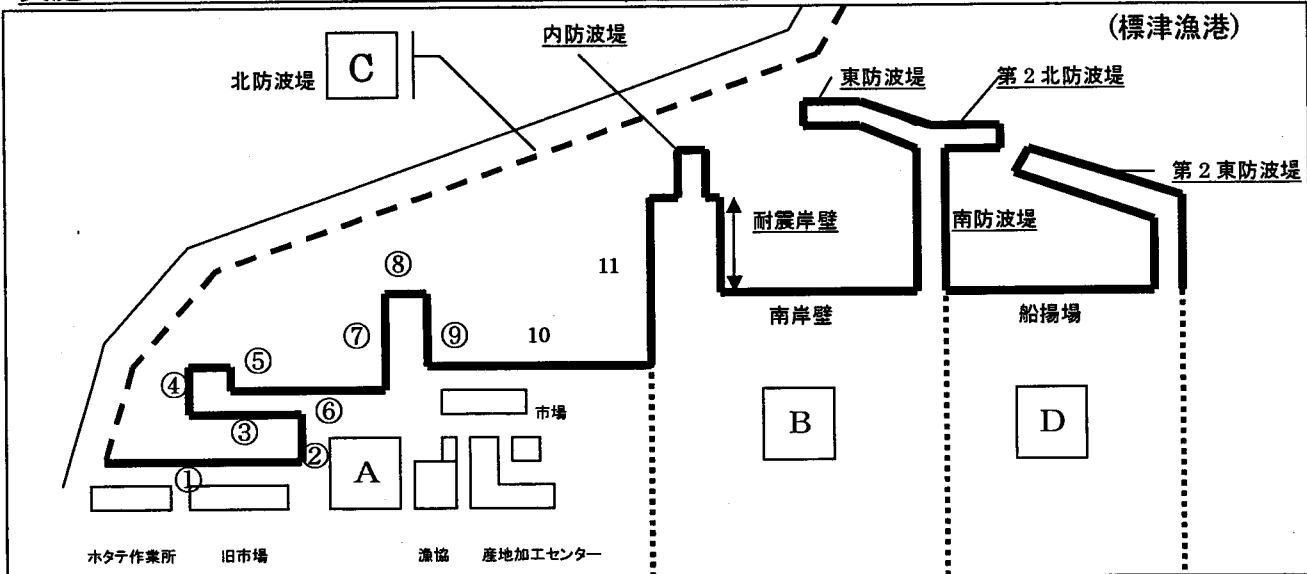 (標津漁港)
内防波堤
北防波堤
C
東防波堤
第2北防波堤
第2東防波堤
耐震岸壁
南防波堤
11
⑧
南岸壁
船揚場
⑦
⑨
10
⑤
④
⑥
市場
③
B
D
②
A
①
ホタテ作業所
旧市場
漁協
産地加工センター